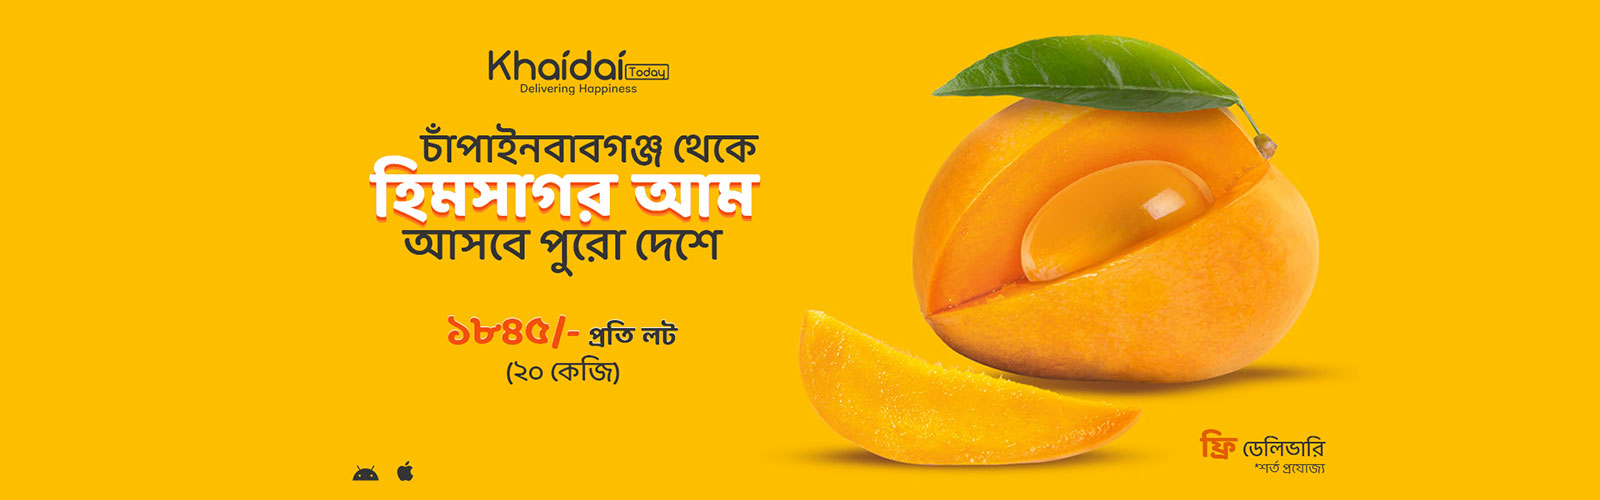 Khaidai Today
Delivering Happiness
চাঁপাইনবাবগঞ্জ থেকে
হিমসাগর আম
আসবে পুরো দেশে
১৮৪৫/- প্রতি লট
(২০ কেজি)
ফ্রি ডেলিভারি
*শর্ত প্রযোজ্য